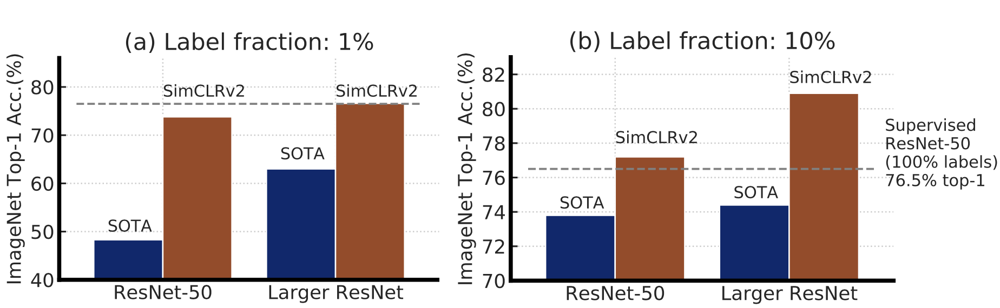 (a) Label fraction: 1%
ImageNet Top-1 Acc.(%)
80
70
60
50
40
SimCLRv2
SimCLRv2
SOTA
SOTA
ResNet-50
Larger ResNet
(b) Label fraction: 10%
ImageNet Top-1 Acc.(%)
82
80
78
76
74
72
70
SimCLRv2
SimCLRv2
SOTA
SOTA
ResNet-50
Larger ResNet
Supervised
ResNet-50
(100% labels)
76.5% top-1